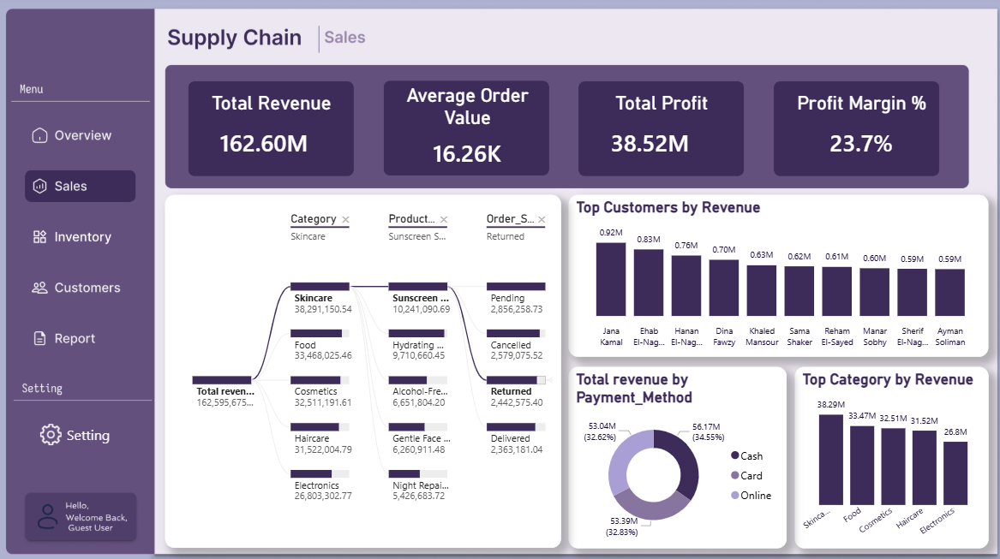 Supply Chain
Sales
Menu
Overview
Sales
Inventory
Customers
Report
Setting
Setting
Hello,
Welcome Back,
Guest User
Total Revenue
162.60M
Average Order
Value
16.26K
Total Profit
38.52M
Profit Margin %
23.7%
Category
Skincare
Product...
Sunscreen S...
Order_S...
Returned
Total reven...
162,595,675...
Skincare
38,291,150.54
Food
33,468,025.46
Cosmetics
32,511,191.61
Haircare
31,522,004.79
Electronics
26,803,302.77
Sunscreen ...
10,241,090.69
Hydrating ...
9,710,660.45
Alcohol-Fre...
6,651,804.20
Gentle Face ...
6,260,911.48
Night Repai...
5,426,683.72
Pending
2,856,258.73
Cancelled
2,579,075.52
Returned
2,442,575.40
Delivered
2,363,181.04
Top Customers by Revenue
0.92M
0.83M
0.76M
0.70M
0.63M
0.62M
0.61M
0.60M
0.59M
0.59M
Jana
Kamal
Ehab
El-Nag...
Hanan
El-Nag...
Dina
Fawzy
Khaled
Mansour
Sama
Shaker
Reham
El-Sayed
Manar
Sobhy
Sherif
El-Nag...
Ayman
Soliman
Total revenue by
Payment_Method
53.04M
(32.62%)
56.17M
(34.55%)
53.39M
(32.83%)
Cash
Card
Online
Top Category by Revenue
38.29M
33.47M
32.51M
31.52M
26.8M
Skinca...
Food
Cosmetics
Haircare
Electronics